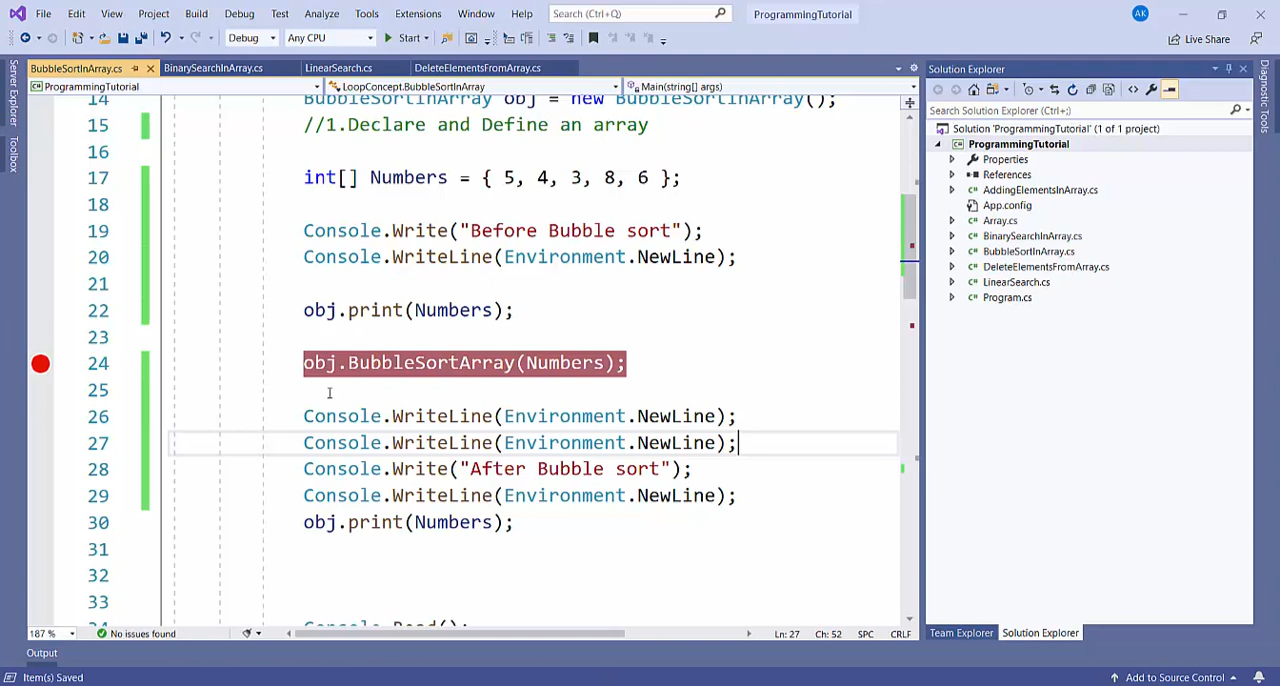 File Edit View Project Build Debug Test Analyze Tools Extensions Window Help Search (Ctrl+Q) ProgrammingTutorial AK
Debug Any CPU Start Live Share
Server Explorer
Toolbox
BubbleSortInArray.cs BinarySearchInArray.cs LinearSearch.cs DeleteElementsFromArray.cs
ProgrammingTutorial LoopConcept.BubbleSortInArray Main(string[] args)
14 BubbleSortInArray obj = new BubbleSortInArray();
15 //1.Declare and Define an array
16
17 int[] Numbers = { 5, 4, 3, 8, 6 };
18
19 Console.Write("Before Bubble sort");
20 Console.WriteLine(Environment.NewLine);
21
22 obj.print(Numbers);
23
24 obj.BubbleSortArray(Numbers);
25
26 Console.WriteLine(Environment.NewLine);
27 Console.WriteLine(Environment.NewLine);
28 Console.Write("After Bubble sort");
29 Console.WriteLine(Environment.NewLine);
30 obj.print(Numbers);
31
32
33
34 Console.Read();
187 % No issues found Ln: 27 Ch: 52 SPC CRLF
Output
Solution Explorer
Search Solution Explorer (Ctrl+;)
Solution 'ProgrammingTutorial' (1 of 1 project)
ProgrammingTutorial
Properties
References
AddingElementsInArray.cs
App.config
Array.cs
BinarySearchInArray.cs
BubbleSortInArray.cs
DeleteElementsFromArray.cs
LinearSearch.cs
Program.cs
Team Explorer Solution Explorer
Diagnostic Tools
Item(s) Saved Add to Source Control